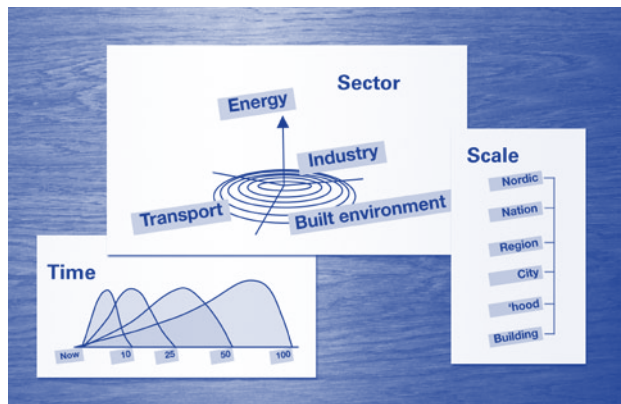 Sector
Energy
Industry
Transport
Built environment
Scale
Nordic
Nation
Region
City
'hood
Building
Time
Now 10 25 50 100